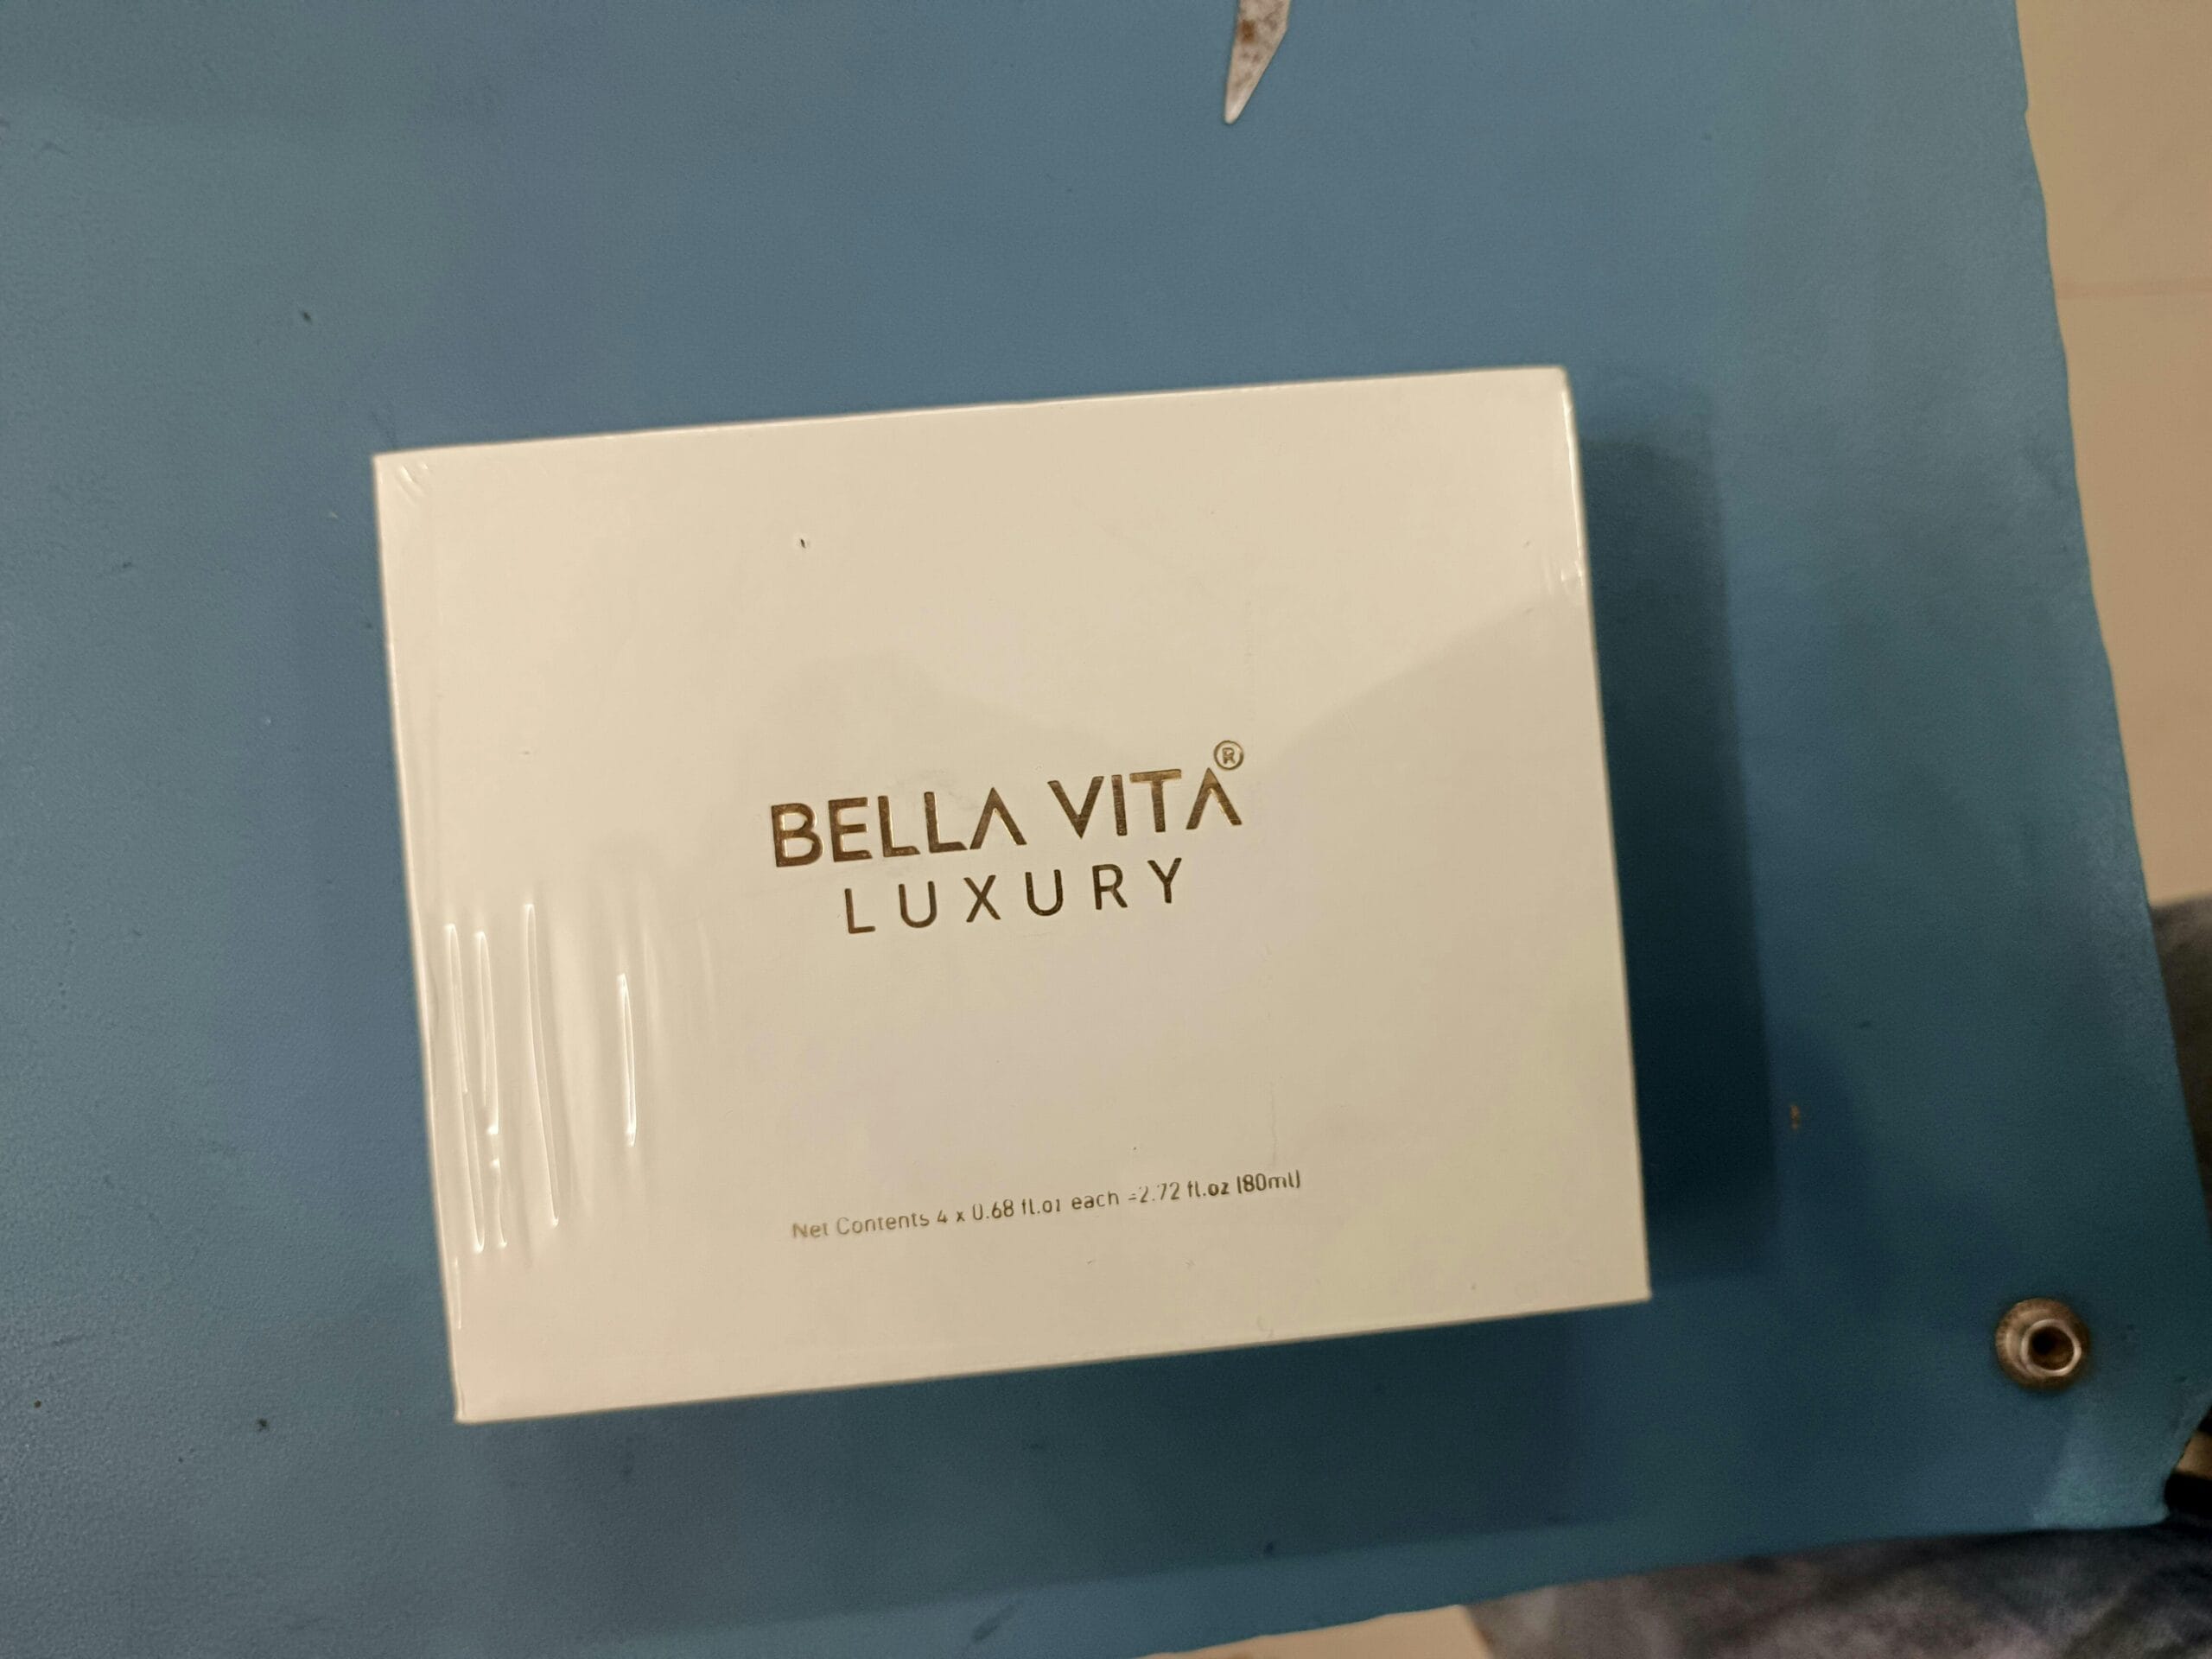 BELLA VITA®
LUXURY
Net Contents 4 x 0.68 fl.oz each =2.72 fl.oz (80ml)